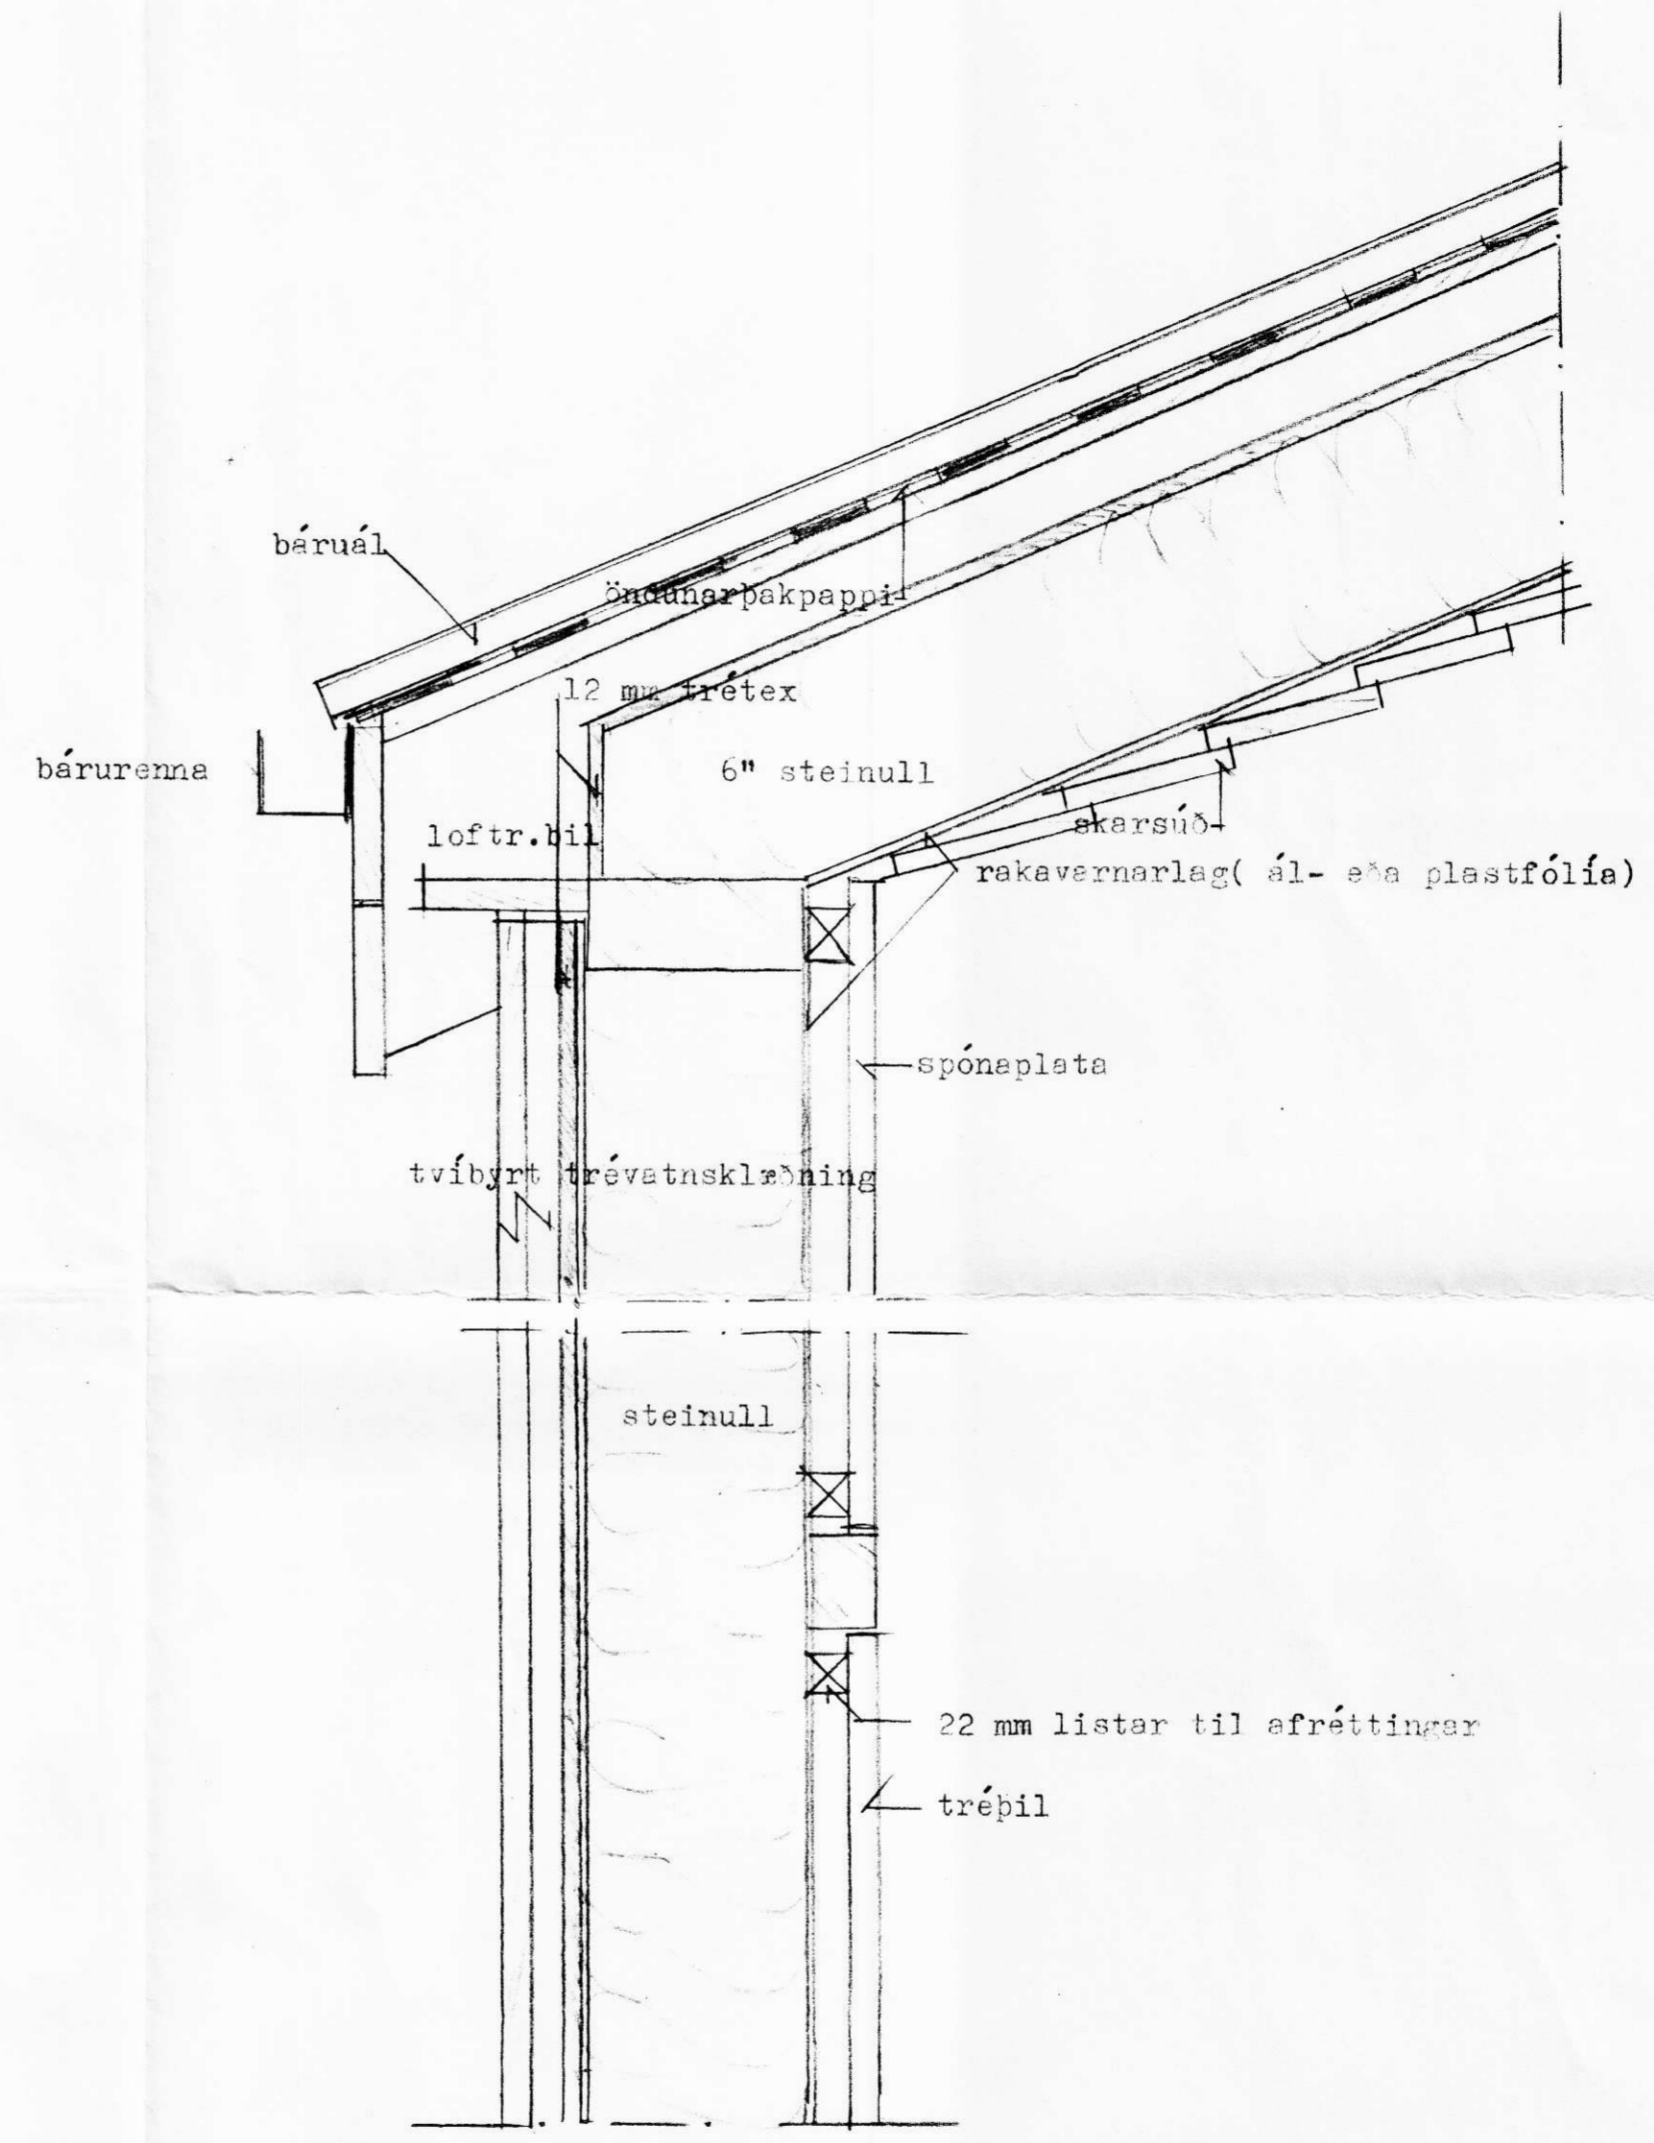 báruál
öndunarþakpappi
12 mm trétex
bárurenna
6" steinull
loftr.bil
skarsúð
rakavarnarlag( ál- eða plastfólía)
spónaplata
tvíbyrt trévatnsklæðning
steinull
22 mm listar til afréttingar
tréþil